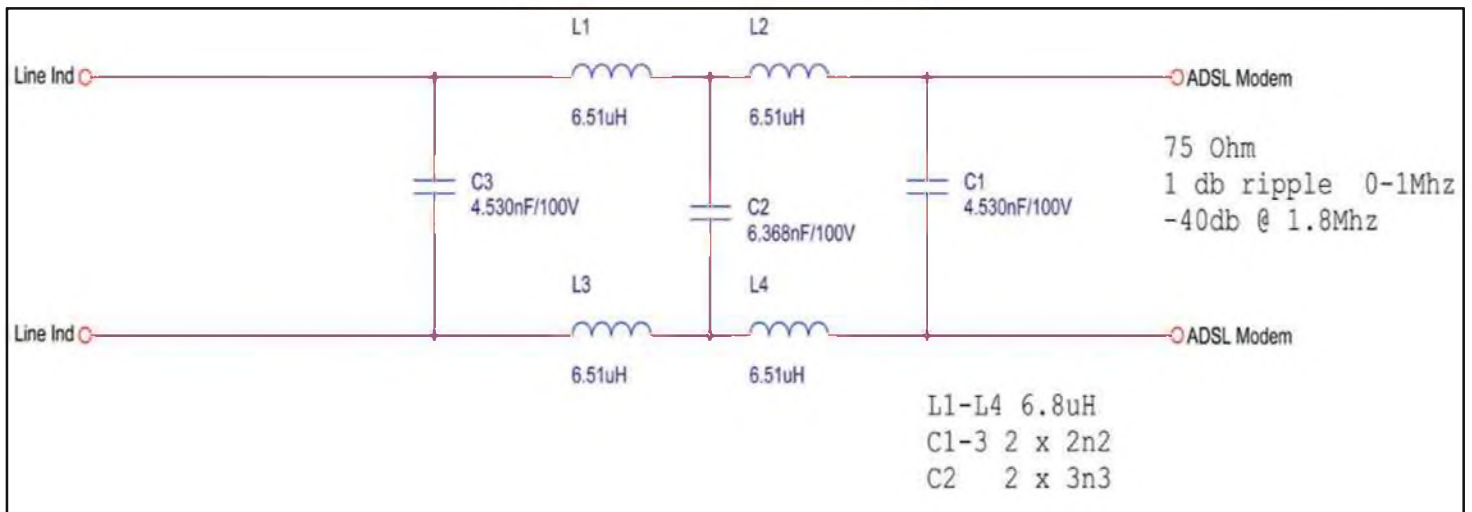 L1
L2
Line Ind
ADSL Modem
6.51uH
6.51uH
75 Ohm
1 db ripple 0-1Mhz
-40db @ 1.8Mhz
C3
4.530nF/100V
C2
6,368nF/100V
C1
4.530nF/100V
L3
L4
Line Ind
ADSL Modem
6.51uH
6.51uH
L1-L4 6.8uH
C1-3 2 x 2n2
C2 2 x 3n3